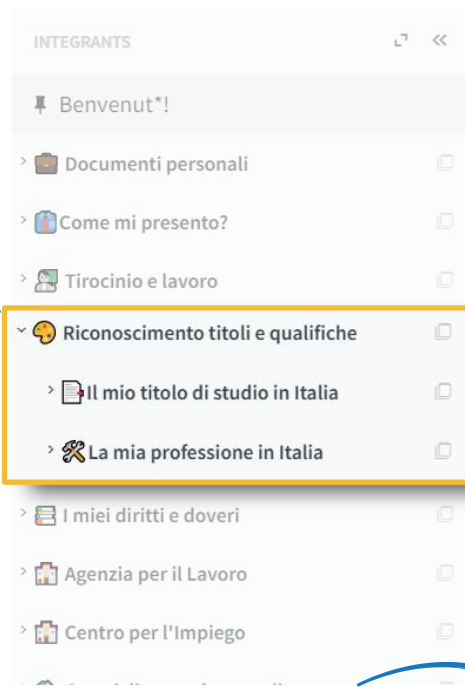 INTEGRANTS
Benvenut*!
Documenti personali
Come mi presento?
Tirocinio e lavoro
Riconoscimento titoli e qualifiche
Il mio titolo di studio in Italia
La mia professione in Italia
I miei diritti e doveri
Agenzia per il Lavoro
Centro per l'Impiego